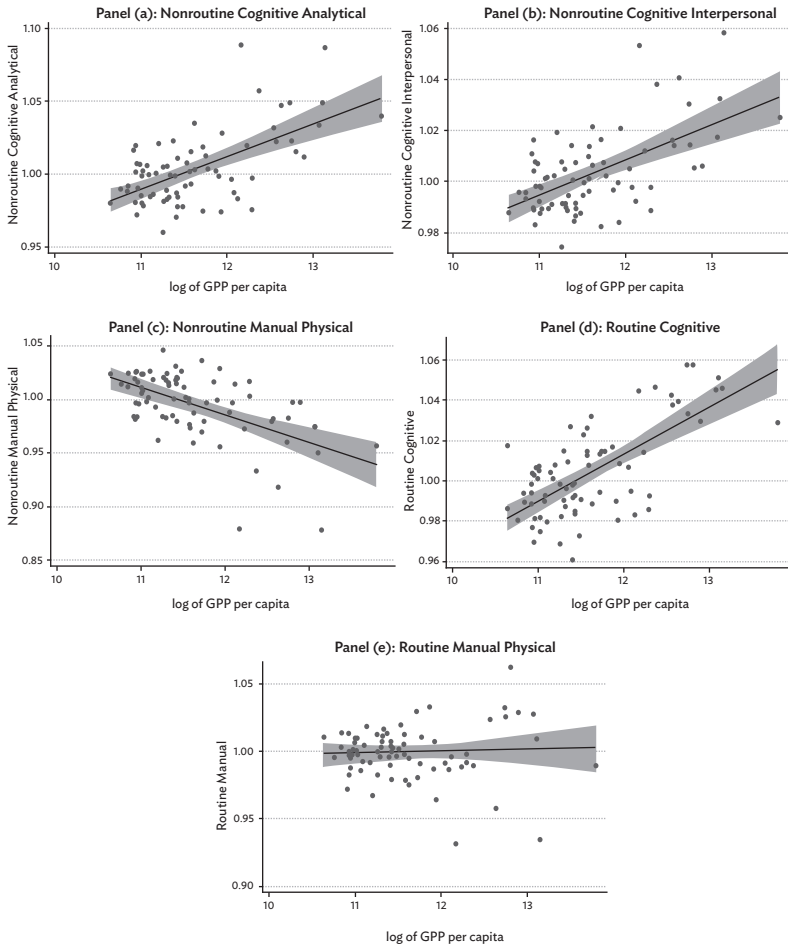 Panel (a): Nonroutine Cognitive Analytical
Nonroutine Cognitive Analytical
1.10
1.05
1.00
0.95
10 11 12 13
log of GPP per capita
Panel (b): Nonroutine Cognitive Interpersonal
Nonroutine Cognitive Interpersonal
1.06
1.04
1.02
1.00
0.98
10 11 12 13
log of GPP per capita
Panel (c): Nonroutine Manual Physical
Nonroutine Manual Physical
1.05
1.00
0.95
0.90
0.85
10 11 12 13
log of GPP per capita
Panel (d): Routine Cognitive
Routine Cognitive
1.06
1.04
1.02
1.00
0.98
0.96
10 11 12 13
log of GPP per capita
Panel (e): Routine Manual Physical
Routine Manual
1.05
1.00
0.95
0.90
10 11 12 13
log of GPP per capita